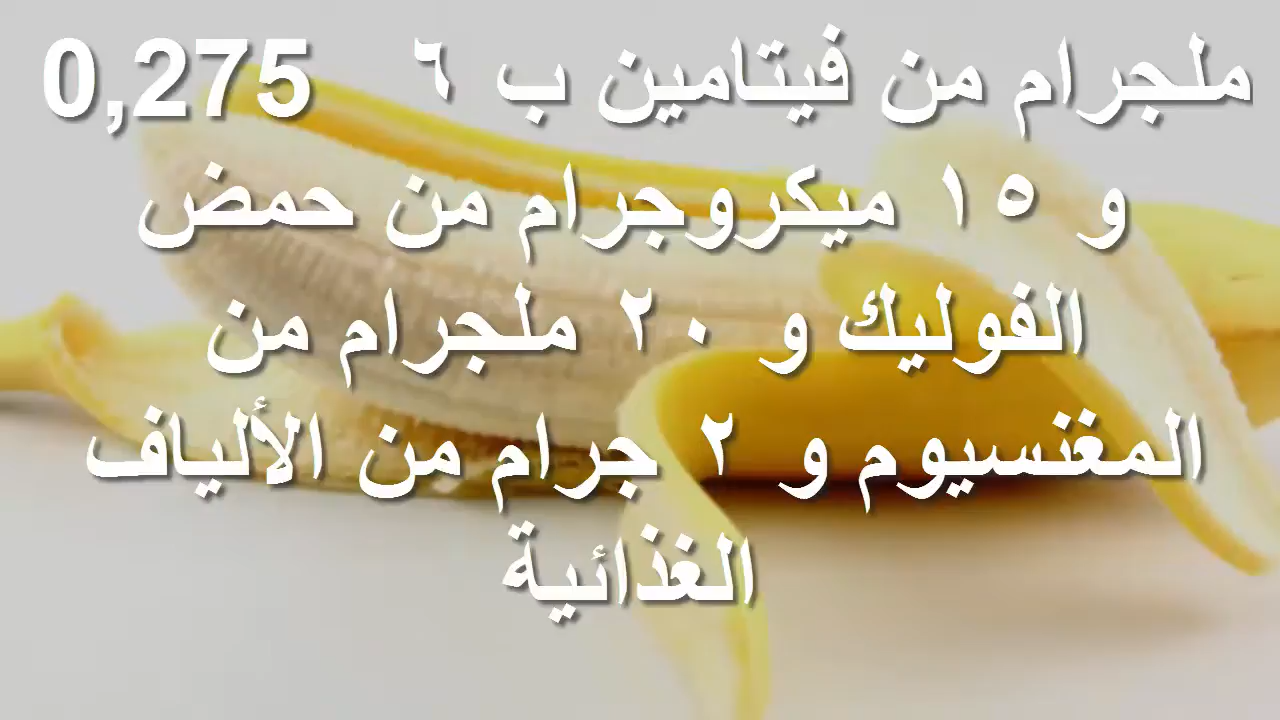 ملجرام من فيتامين ب ٦ 0,275
و ١٥ ميكروجرام من حمض
الفوليك و ٢٠ ملجرام من
المغنسيوم و ٢ جرام من الألياف
الغذائية